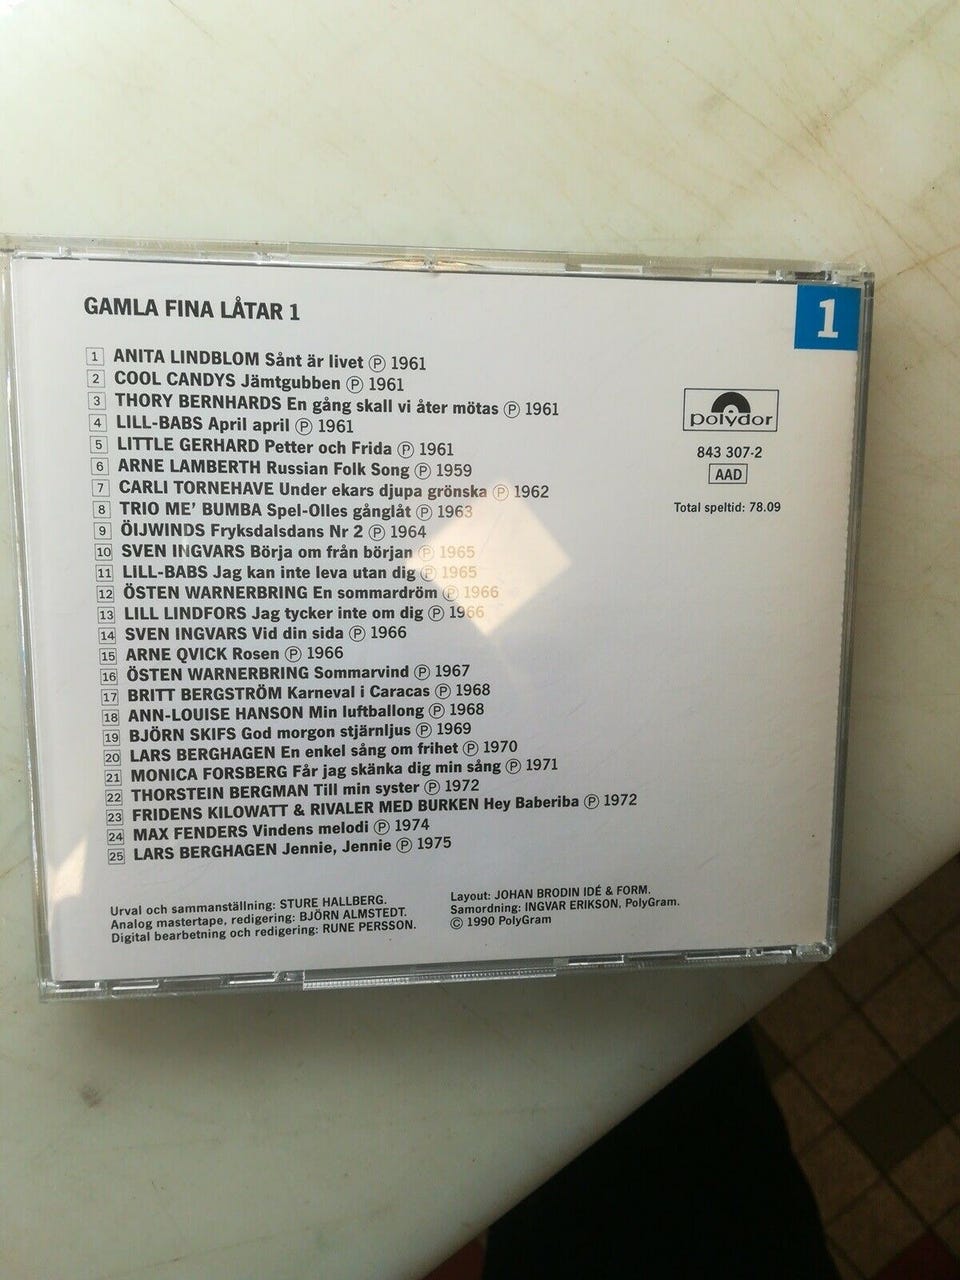 GAMLA FINA LÅTAR 1
1
1 ANITA LINDBLOM Sånt är livet Ⓟ 1961
2 COOL CANDYS Jämtgubben Ⓟ 1961
3 THORY BERNHARDS En gång skall vi åter mötas Ⓟ 1961
4 LILL-BABS April april Ⓟ 1961
5 LITTLE GERHARD Petter och Frida Ⓟ 1961
6 ARNE LAMBERTH Russian Folk Song Ⓟ 1959
7 CARLI TORNEHAVE Under ekars djupa grönska Ⓟ 1962
8 TRIO ME' BUMBA Spel-Olles gånglåt Ⓟ 1963
9 ÖIJWINDS Fryksdalsdans Nr 2 Ⓟ 1964
10 SVEN INGVARS Börja om från början Ⓟ 1965
11 LILL-BABS Jag kan inte leva utan dig Ⓟ 1965
12 ÖSTEN WARNERBRING En sommardröm Ⓟ 1966
13 LILL LINDFORS Jag tycker inte om dig Ⓟ 1966
14 SVEN INGVARS Vid din sida Ⓟ 1966
15 ARNE QVICK Rosen Ⓟ 1966
16 ÖSTEN WARNERBRING Sommarvind Ⓟ 1967
17 BRITT BERGSTRÖM Karneval i Caracas Ⓟ 1968
18 ANN-LOUISE HANSON Min luftballong Ⓟ 1968
19 BJÖRN SKIFS God morgon stjärnljus Ⓟ 1969
20 LARS BERGHAGEN En enkel sång om frihet Ⓟ 1970
21 MONICA FORSBERG Får jag skänka dig min sång Ⓟ 1971
22 THORSTEIN BERGMAN Till min syster Ⓟ 1972
23 FRIDENS KILOWATT & RIVALER MED BURKEN Hey Baberiba Ⓟ 1972
24 MAX FENDERS Vindens melodi Ⓟ 1974
25 LARS BERGHAGEN Jennie, Jennie Ⓟ 1975
polydor
843 307-2
AAD
Total speltid: 78.09
Urval och sammanställning: STURE HALLBERG.
Analog mastertape, redigering: BJÖRN ALMSTEDT.
Digital bearbetning och redigering: RUNE PERSSON.
Layout: JOHAN BRODIN IDÉ & FORM.
Samordning: INGVAR ERIKSON, PolyGram.
© 1990 PolyGram